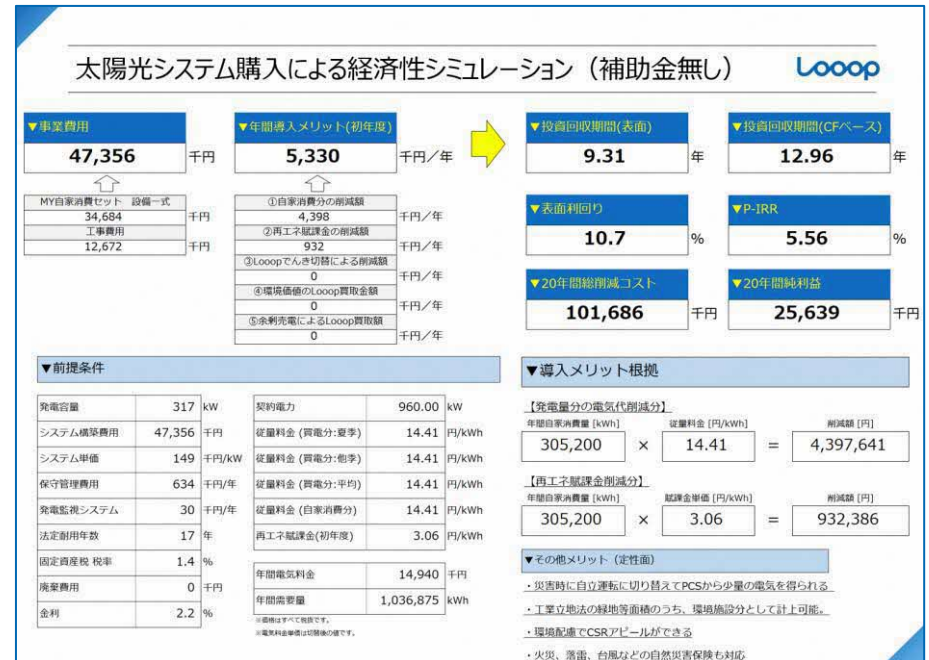 太陽光システム購入による経済性シミュレーション（補助金無し）
Looop
▼事業費用
47,356 千円
MY自家消費セット 設備一式
34,684 千円
工事費用
12,672 千円
▼年間導入メリット(初年度)
5,330 千円／年
①自家消費分の削減額
4,398 千円／年
②再エネ賦課金の削減額
932 千円／年
③Looopでんき切替による削減額
0 千円／年
④環境価値のLooop買取金額
0 千円／年
⑤余剰売電によるLooop買取額
0 千円／年
▼投資回収期間(表面)
9.31 年
▼投資回収期間(CFベース)
12.96 年
▼表面利回り
10.7 %
▼P-IRR
5.56 %
▼20年間総削減コスト
101,686 千円
▼20年間純利益
25,639 千円
▼前提条件
発電容量 317 kW
システム構築費用 47,356 千円
システム単価 149 千円/kW
保守管理費用 634 千円/年
発電監視システム 30 千円/年
法定耐用年数 17 年
固定資産税 税率 1.4 %
廃棄費用 0 千円
金利 2.2 %
契約電力 960.00 kW
従量料金 (買電分:夏季) 14.41 円/kWh
従量料金 (買電分:他季) 14.41 円/kWh
従量料金 (買電分:平均) 14.41 円/kWh
従量料金 (自家消費分) 14.41 円/kWh
再エネ賦課金(初年度) 3.06 円/kWh
年間電気料金 14,940 千円
年間需要量 1,036,875 kWh
※価格はすべて税抜です。
※電気料金単価は切替後の値です。
▼導入メリット根拠
【発電量分の電気代削減分】
年間自家消費量 [kWh] 従量料金 [円/kWh] 削減額 [円]
305,200 × 14.41 = 4,397,641
【再エネ賦課金削減分】
年間自家消費量 [kWh] 賦課金単価 [円/kWh] 削減額 [円]
305,200 × 3.06 = 932,386
▼その他メリット（定性面）
・災害時に自立運転に切り替えてPCSから少量の電気を得られる
・工業立地法の緑地等面積のうち、環境施設分として計上可能。
・環境配慮でCSRアピールができる
・火災、落雷、台風などの自然災害保険も対応